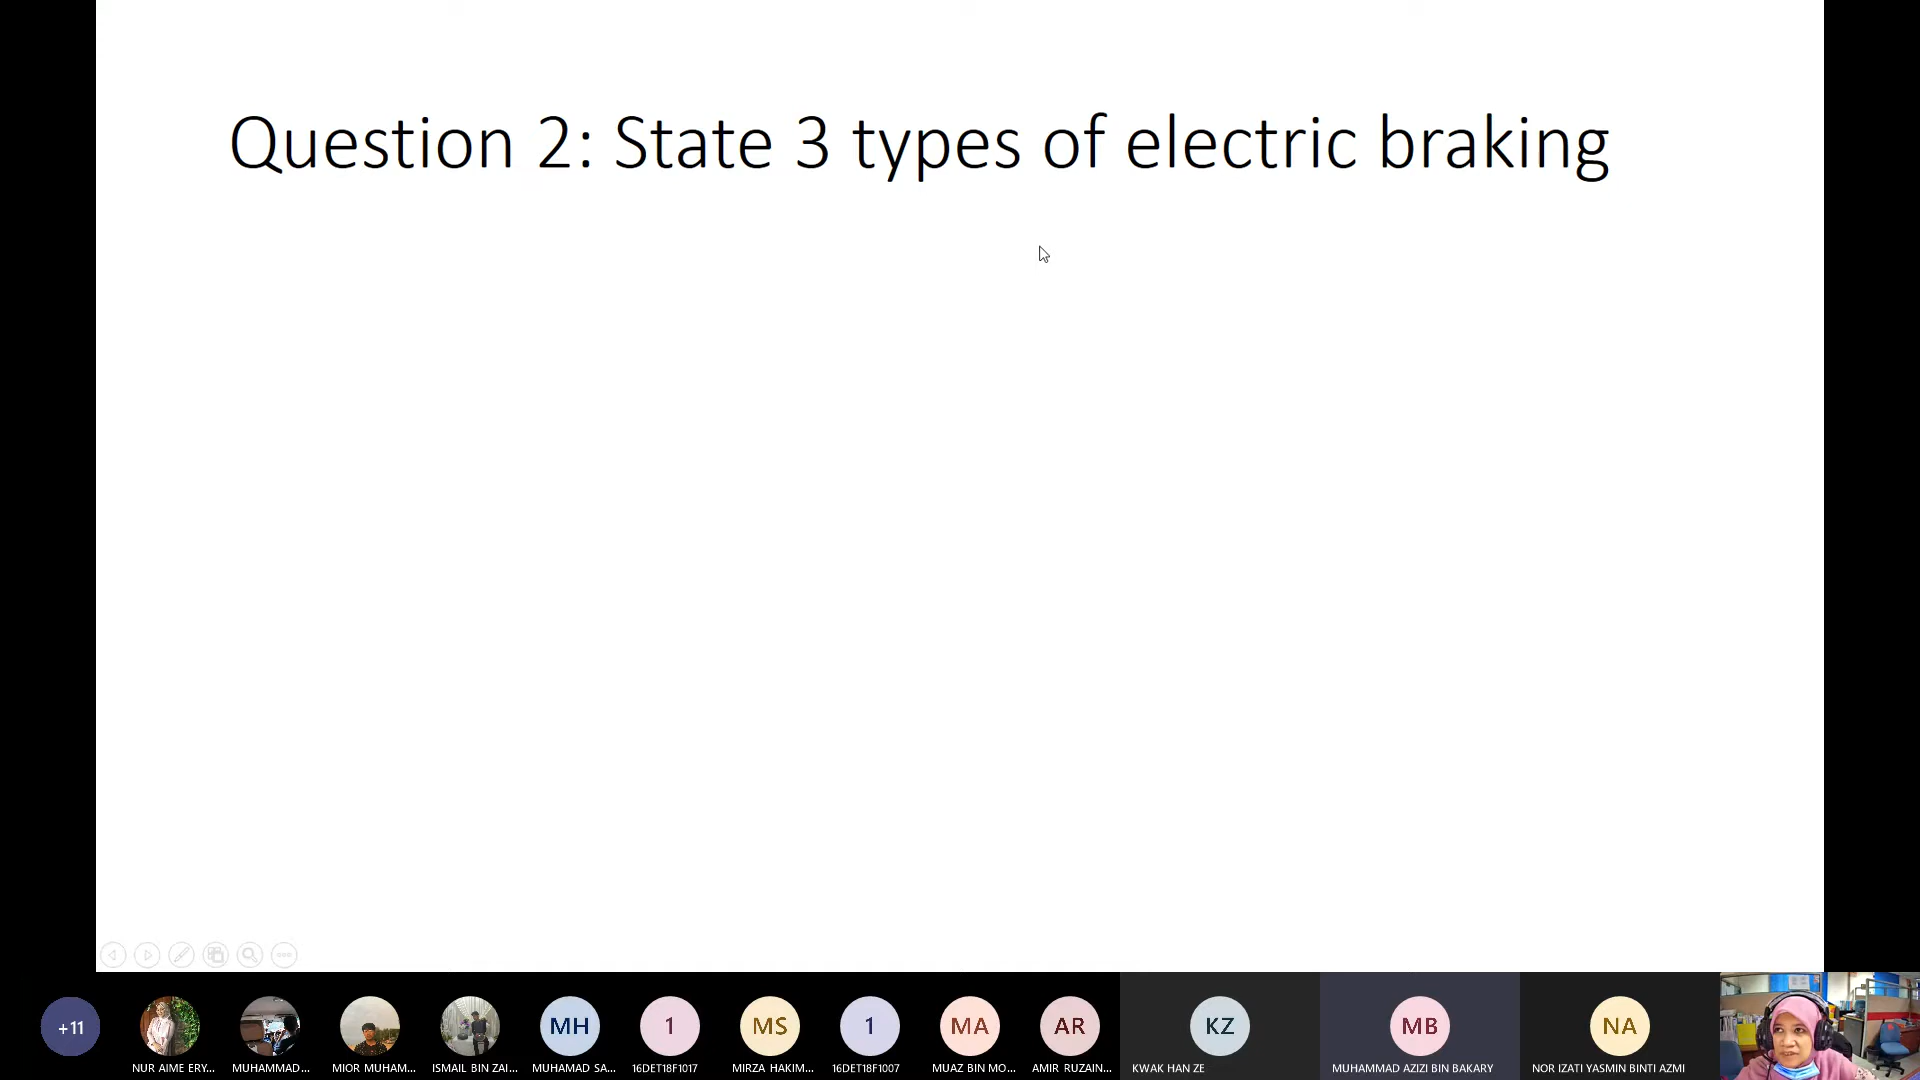 Question 2: State 3 types of electric braking
+11
MH
1
MS
1
MA
AR
KZ
MB
NA
NUR AIME ERY...
MUHAMMAD...
MIOR MUHAM...
ISMAIL BIN ZAI...
MUHAMAD SA...
16DET18F1017
MIRZA HAKIM...
16DET18F1007
MUAZ BIN MO...
AMIR RUZAIN...
KWAK HAN ZE
MUHAMMAD AZIZI BIN BAKARY
NOR IZATI YASMIN BINTI AZMI